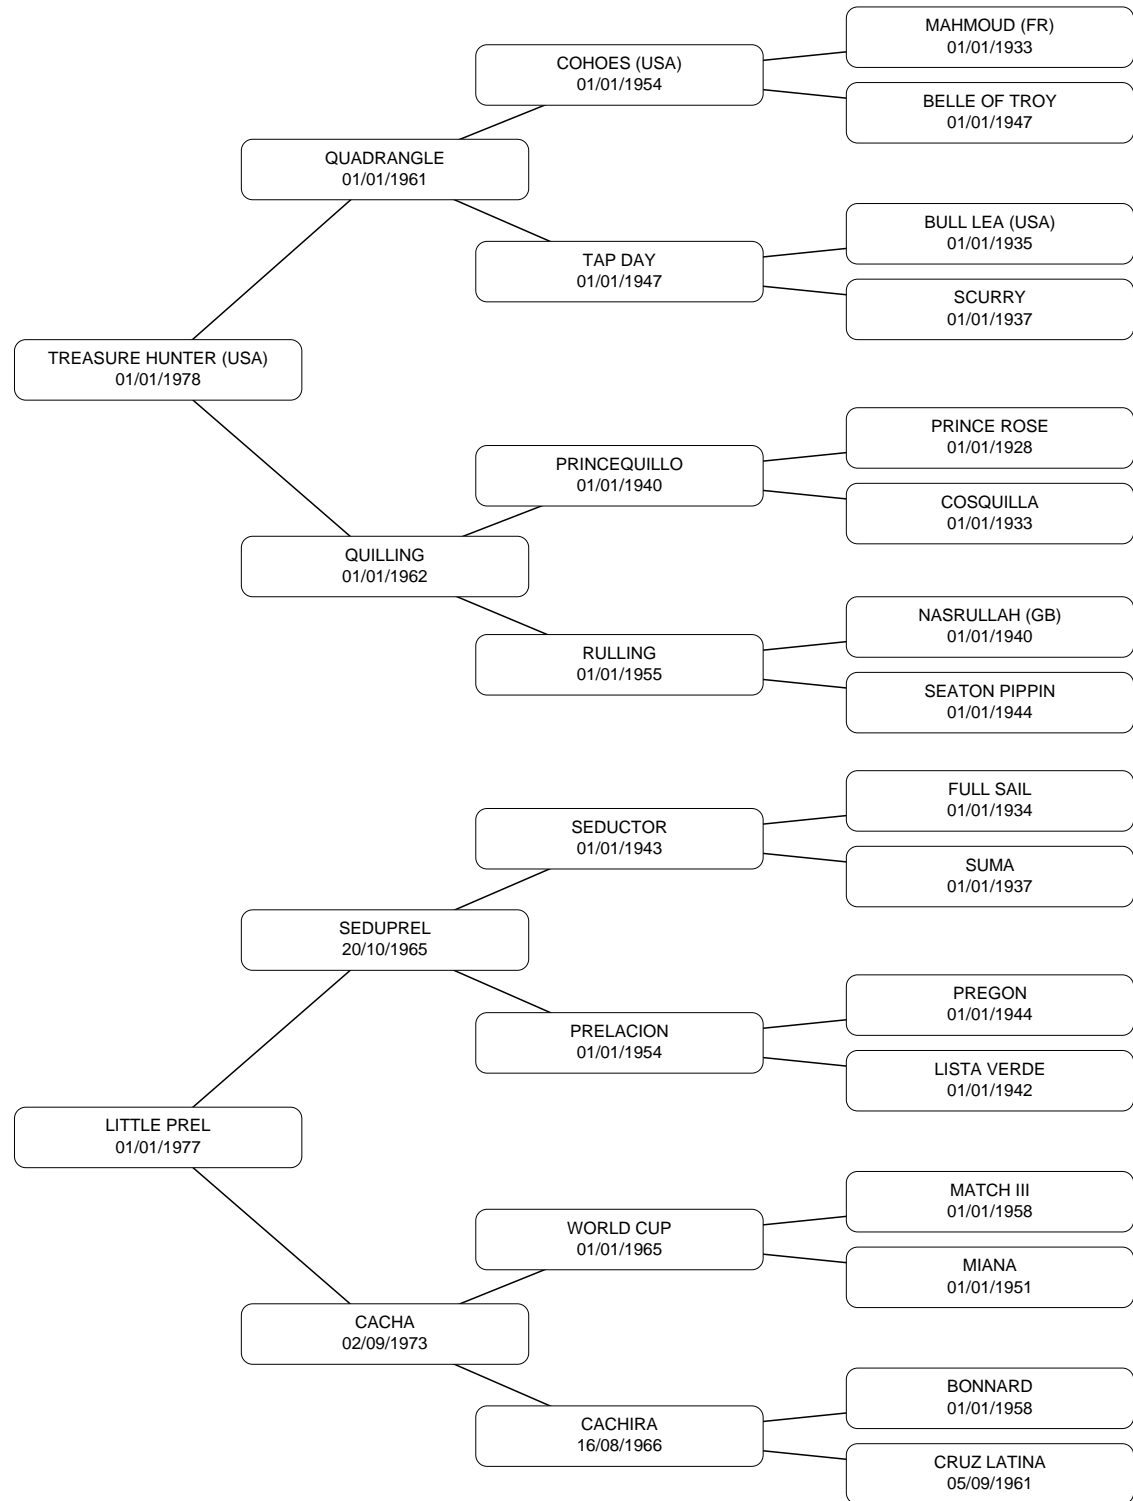 MAHMOUD (FR)
01/01/1933
COHOES (USA)
01/01/1954
BELLE OF TROY
01/01/1947
QUADRANGLE
01/01/1961
BULL LEA (USA)
01/01/1935
TAP DAY
01/01/1947
SCURRY
01/01/1937
TREASURE HUNTER (USA)
01/01/1978
PRINCE ROSE
01/01/1928
PRINCEQUILLO
01/01/1940
COSQUILLA
01/01/1933
QUILLING
01/01/1962
NASRULLAH (GB)
01/01/1940
RULLING
01/01/1955
SEATON PIPPIN
01/01/1944
FULL SAIL
01/01/1934
SEDUCTOR
01/01/1943
SUMA
01/01/1937
SEDUPREL
20/10/1965
PREGON
01/01/1944
PRELACION
01/01/1954
LISTA VERDE
01/01/1942
LITTLE PREL
01/01/1977
MATCH III
01/01/1958
WORLD CUP
01/01/1965
MIANA
01/01/1951
CACHA
02/09/1973
BONNARD
01/01/1958
CACHIRA
16/08/1966
CRUZ LATINA
05/09/1961